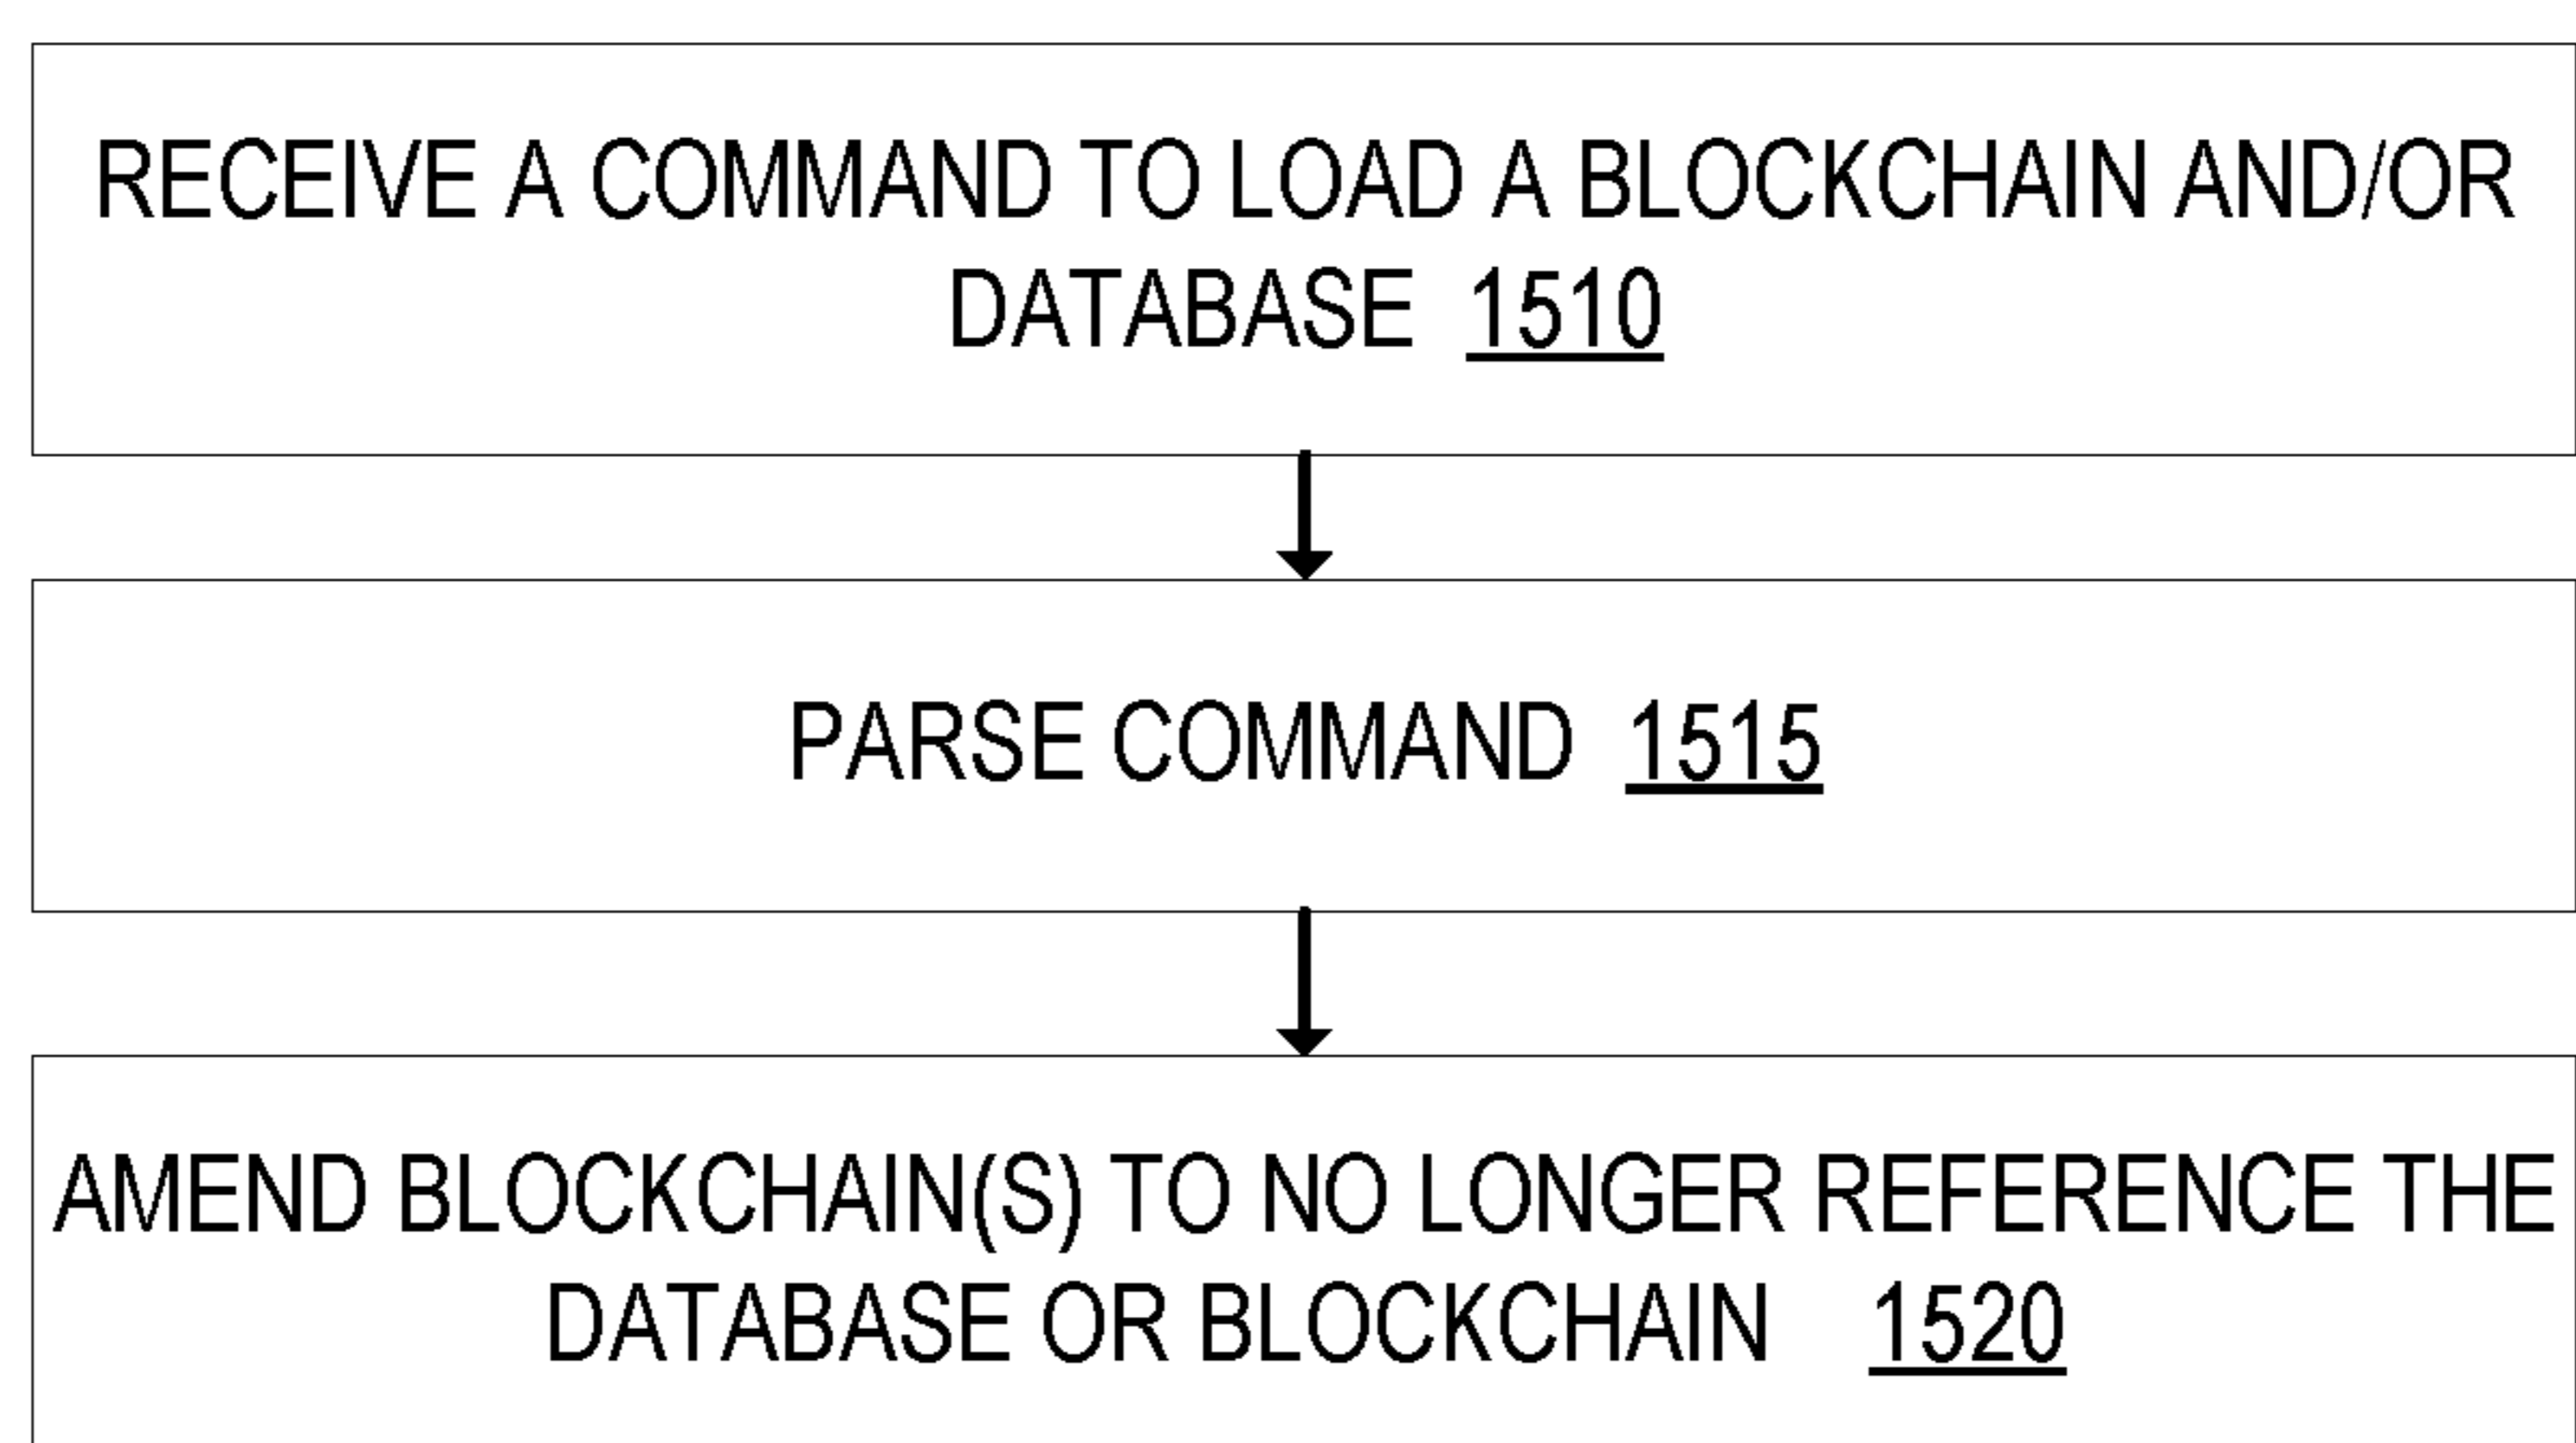 RECEIVE A COMMAND TO LOAD A BLOCKCHAIN AND/OR
DATABASE 1510
PARSE COMMAND 1515
AMEND BLOCKCHAIN(S) TO NO LONGER REFERENCE THE
DATABASE OR BLOCKCHAIN 1520